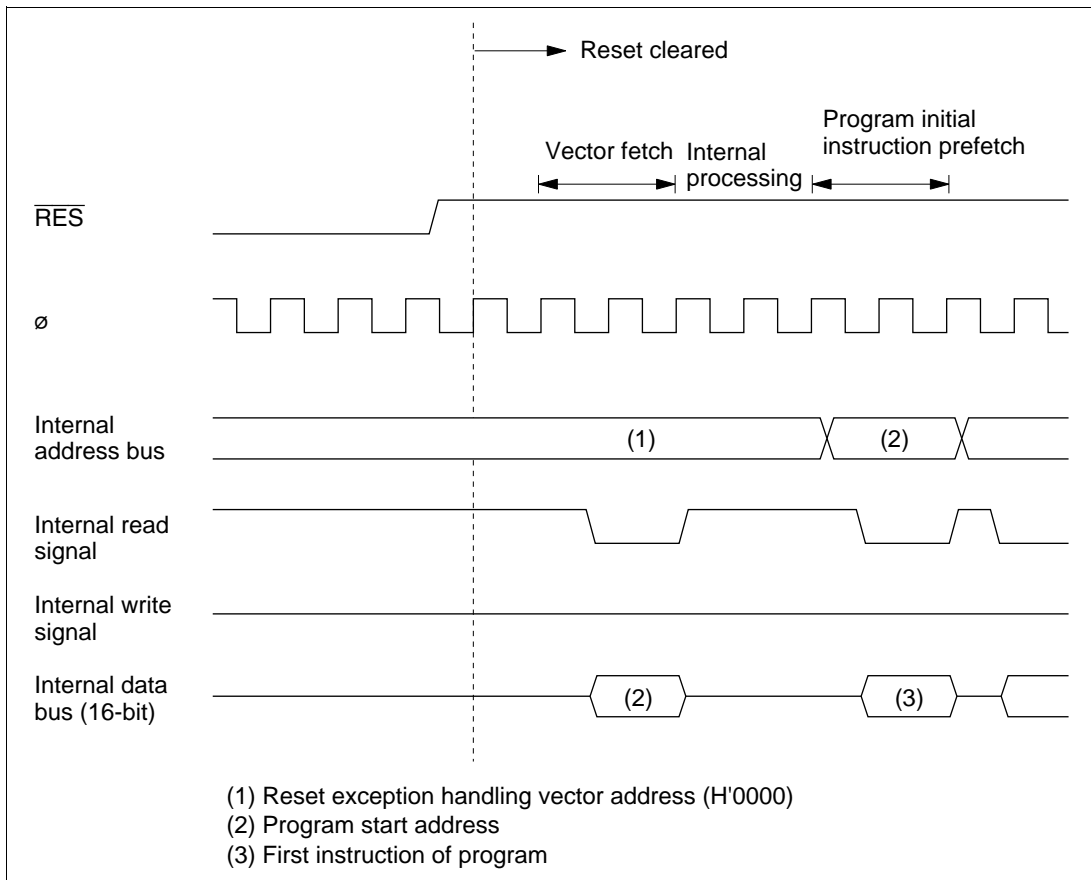 Reset cleared
Vector fetch
Internal
processing
Program initial
instruction prefetch
RES
ø
Internal
address bus
(1)
(2)
Internal read
signal
Internal write
signal
Internal data
bus (16-bit)
(2)
(3)
(1) Reset exception handling vector address (H'0000)
(2) Program start address
(3) First instruction of program